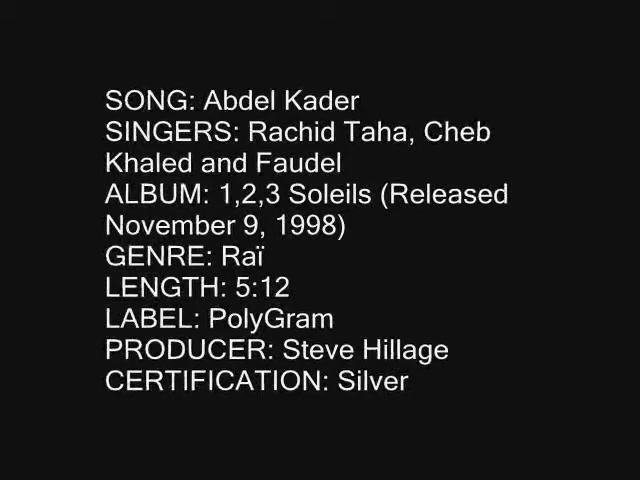 SONG: Abdel Kader
SINGERS: Rachid Taha, Cheb
Khaled and Faudel
ALBUM: 1,2,3 Soleils (Released
November 9, 1998)
GENRE: Raï
LENGTH: 5:12
LABEL: PolyGram
PRODUCER: Steve Hillage
CERTIFICATION: Silver